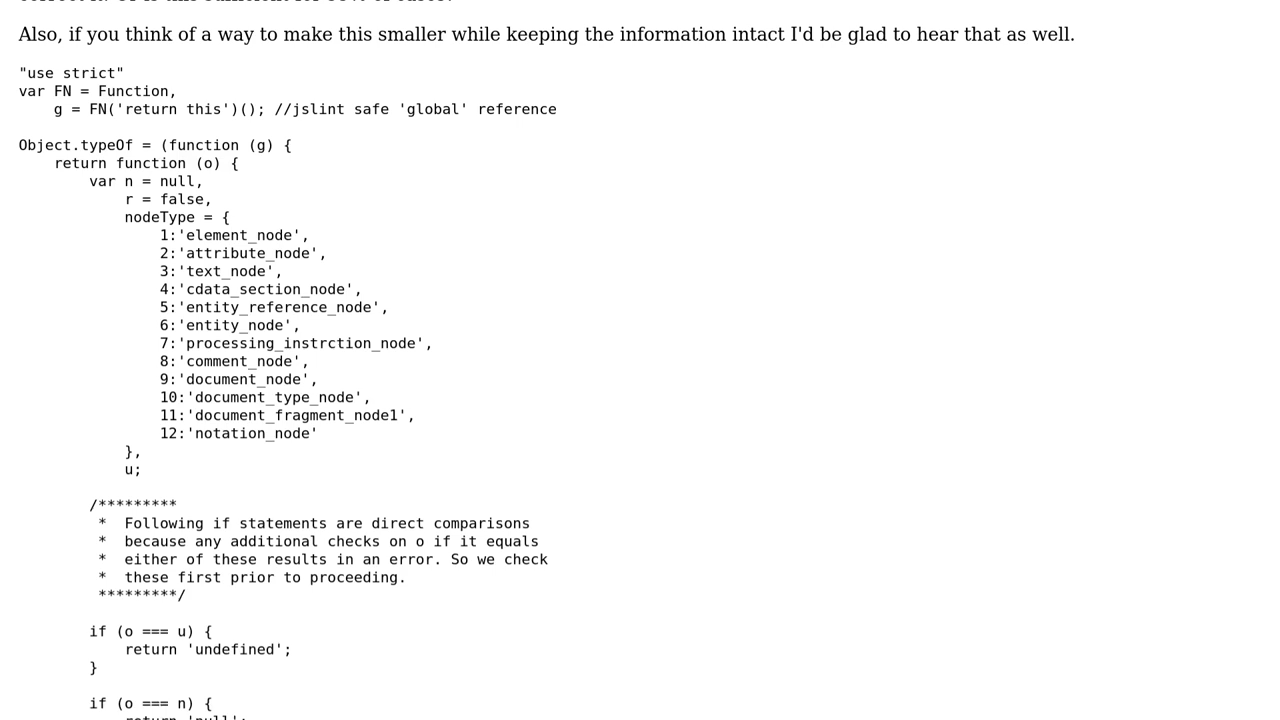 Also, if you think of a way to make this smaller while keeping the information intact I'd be glad to hear that as well.
"use strict"
var FN = Function,
    g = FN('return this')(); //jslint safe 'global' reference

Object.typeOf = (function (g) {
    return function (o) {
        var n = null,
            r = false,
            nodeType = {
                1:'element_node',
                2:'attribute_node',
                3:'text_node',
                4:'cdata_section_node',
                5:'entity_reference_node',
                6:'entity_node',
                7:'processing_instrction_node',
                8:'comment_node',
                9:'document_node',
                10:'document_type_node',
                11:'document_fragment_node1',
                12:'notation_node'
            },
            u;

        /*********
         *  Following if statements are direct comparisons
         *  because any additional checks on o if it equals
         *  either of these results in an error. So we check
         *  these first prior to proceeding.
         *********/

        if (o === u) {
            return 'undefined';
        }

        if (o === n) {
            return 'null';